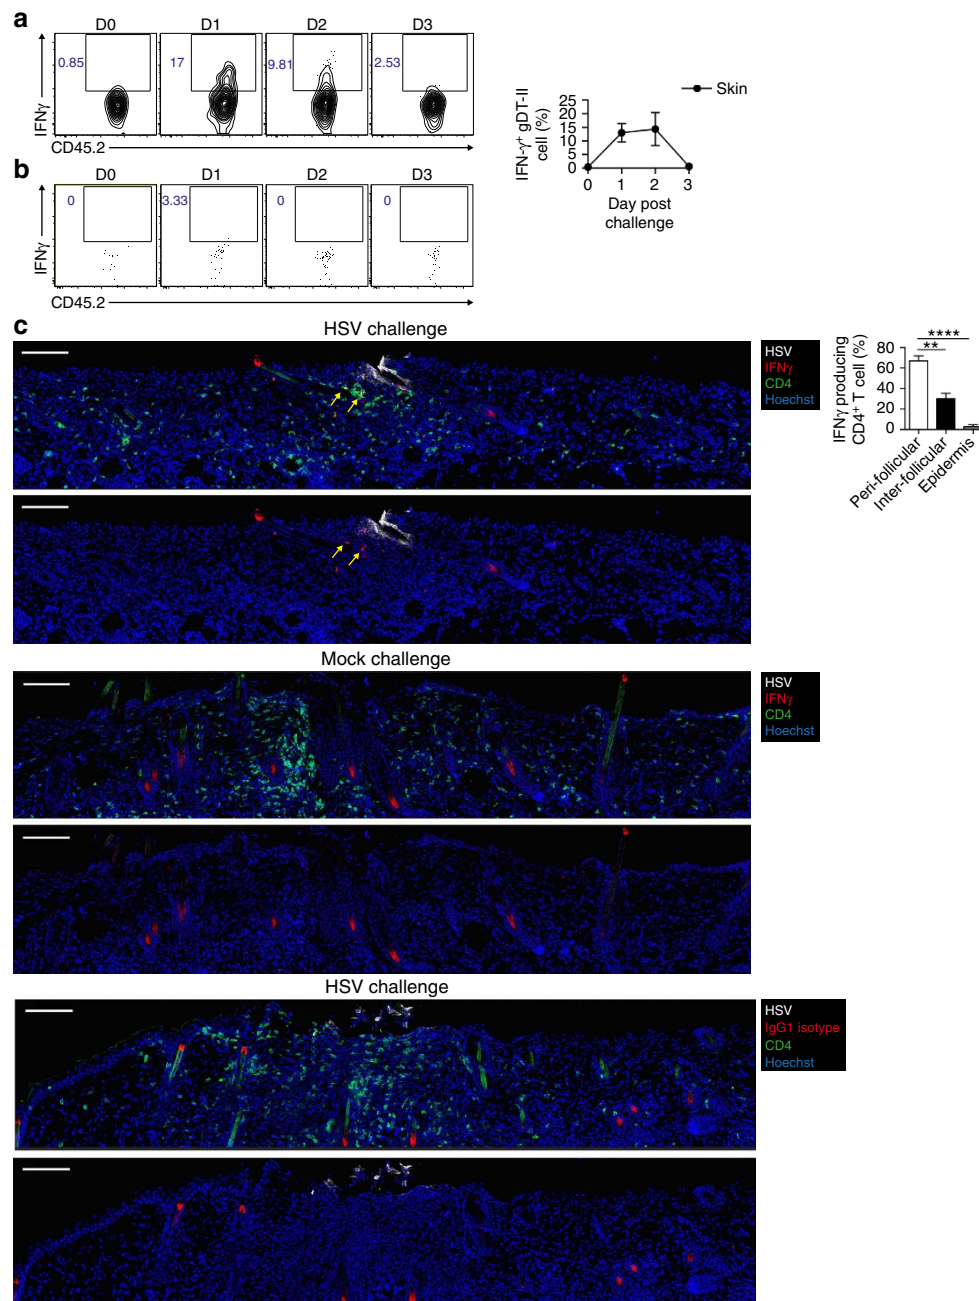 a
D0 D1 D2 D3
0.85 17 9.81 2.53
IFNγ
CD45.2
Skin
IFN-γ+ gDT-II
cell (%)
25
20
15
10
5
0
0 1 2 3
Day post
challenge
b
D0 D1 D2 D3
0 3.33 0 0
IFNγ
CD45.2
c
HSV challenge
HSV
IFNγ
CD4
Hoechst
IFNγ producing
CD4+ T cell (%)
****
**
80
60
40
20
0
Peri-follicular
Inter-follicular
Epidermis
Mock challenge
HSV
IFNγ
CD4
Hoechst
HSV challenge
HSV
IgG1 isotype
CD4
Hoechst